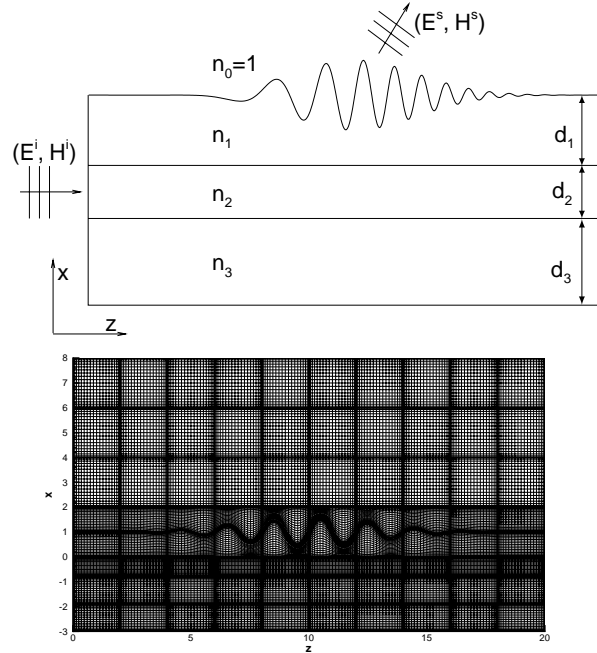 (E^s, H^s)
n_0=1
n_1
d_1
(E^i, H^i)
n_2
d_2
n_3
d_3
x
z
8
7
6
5
4
3
2
1
0
-1
-2
-3
x
0
5
10
15
20
z